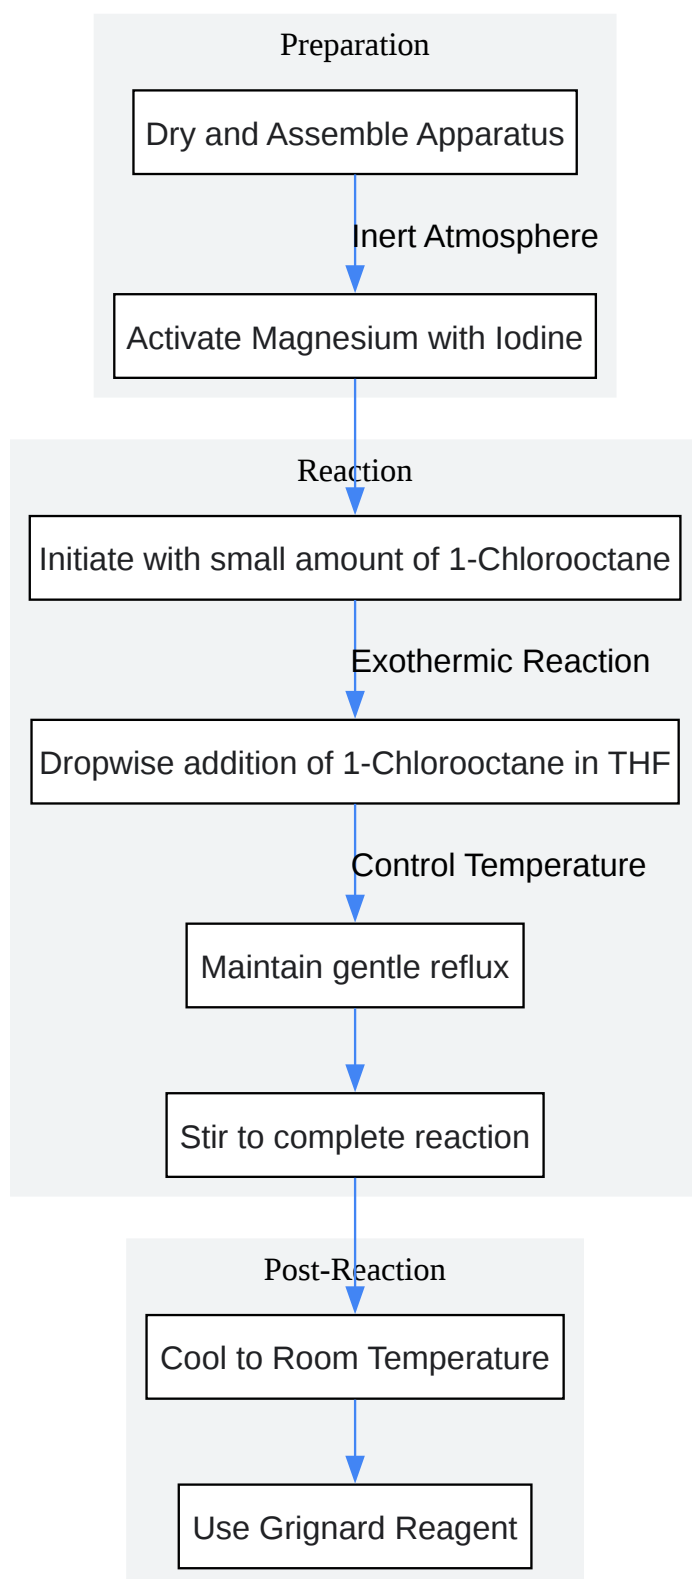 Preparation
Dry and Assemble Apparatus
Inert Atmosphere
Activate Magnesium with Iodine
Reaction
Initiate with small amount of 1-Chlorooctane
Exothermic Reaction
Dropwise addition of 1-Chlorooctane in THF
Control Temperature
Maintain gentle reflux
Stir to complete reaction
Post-Reaction
Cool to Room Temperature
Use Grignard Reagent